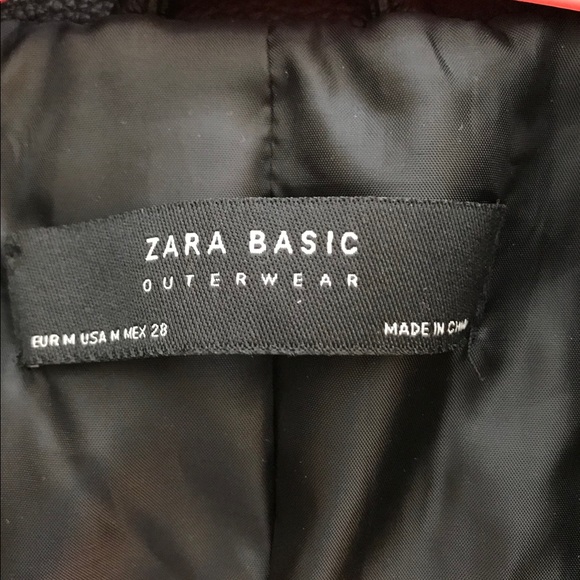 ZARA BASIC
OUTERWEAR
EUR M USA M MEX 28
MADE IN CHINA